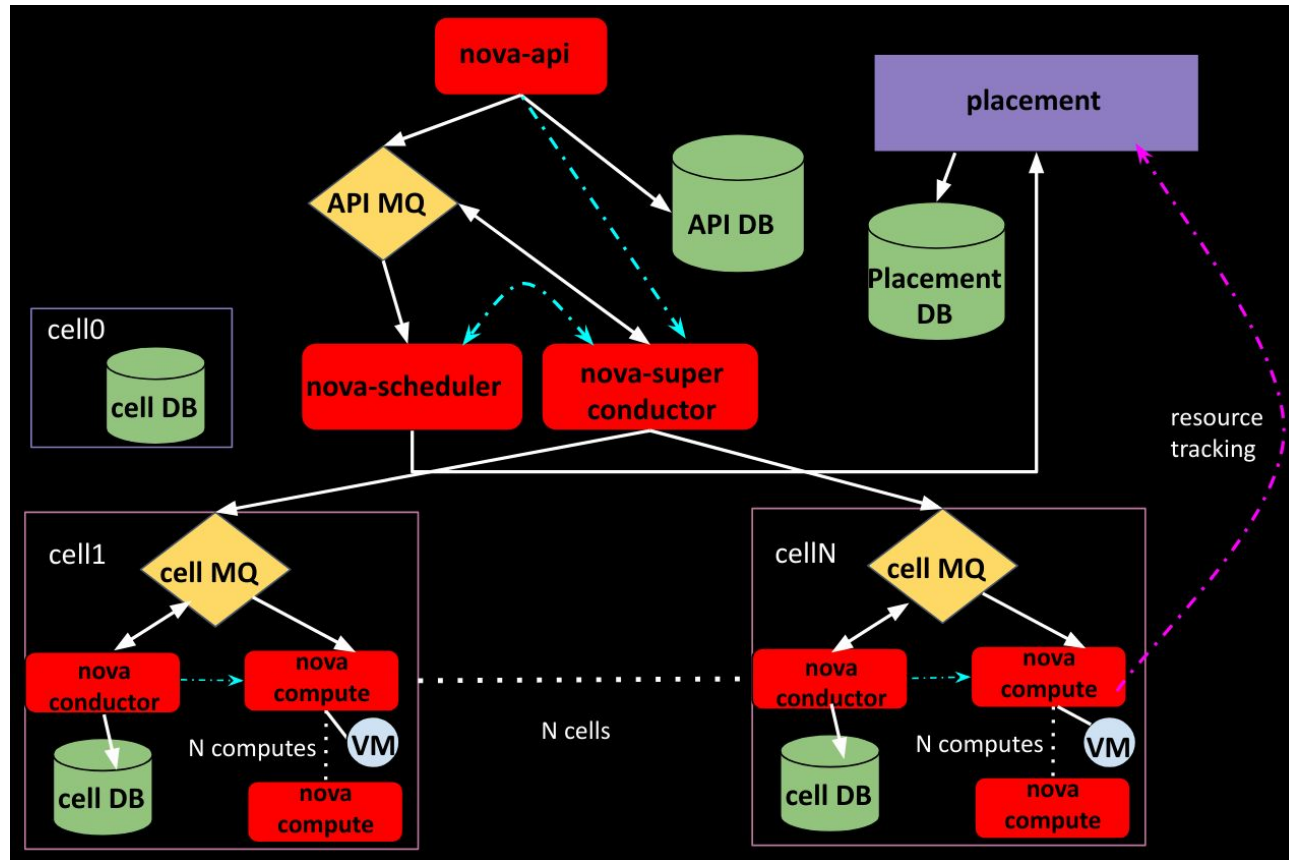 nova-api
placement
API MQ
API DB
Placement
DB
cell0
cell DB
nova-scheduler
nova-super
conductor
resource
tracking
cell1
cell MQ
nova
conductor
nova
compute
N computes
VM
cell DB
nova
compute
N cells
cellN
cell MQ
nova
conductor
nova
compute
N computes
VM
cell DB
nova
compute